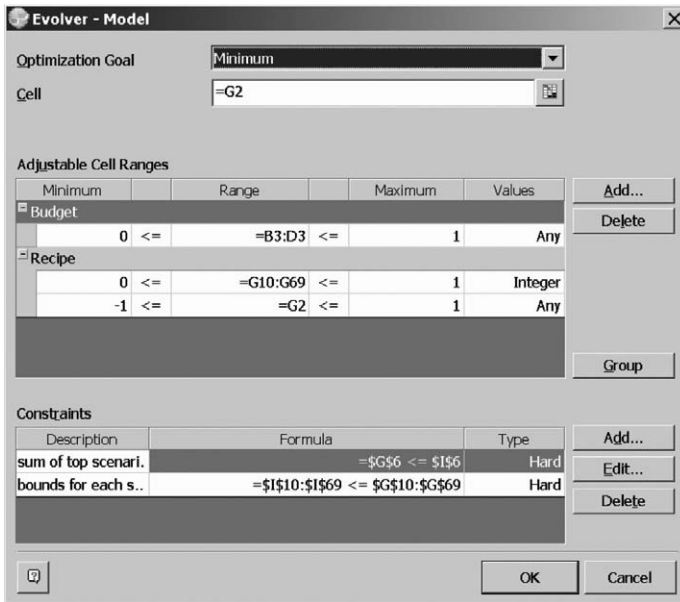 Evolver - Model
Optimization Goal Minimum
Cell =G2
Adjustable Cell Ranges
Minimum Range Maximum Values
Add...
Budget
Delete
0 <= =B3:D3 <= 1 Any
Recipe
0 <= =G10:G69 <= 1 Integer
-1 <= =G2 <= 1 Any
Group
Constraints
Description Formula Type
Add...
sum of top scenari. =$G$6 <= $I$6 Hard
Edit...
bounds for each s.. =$I$10:$I$69 <= $G$10:$G$69 Hard
Delete
OK Cancel